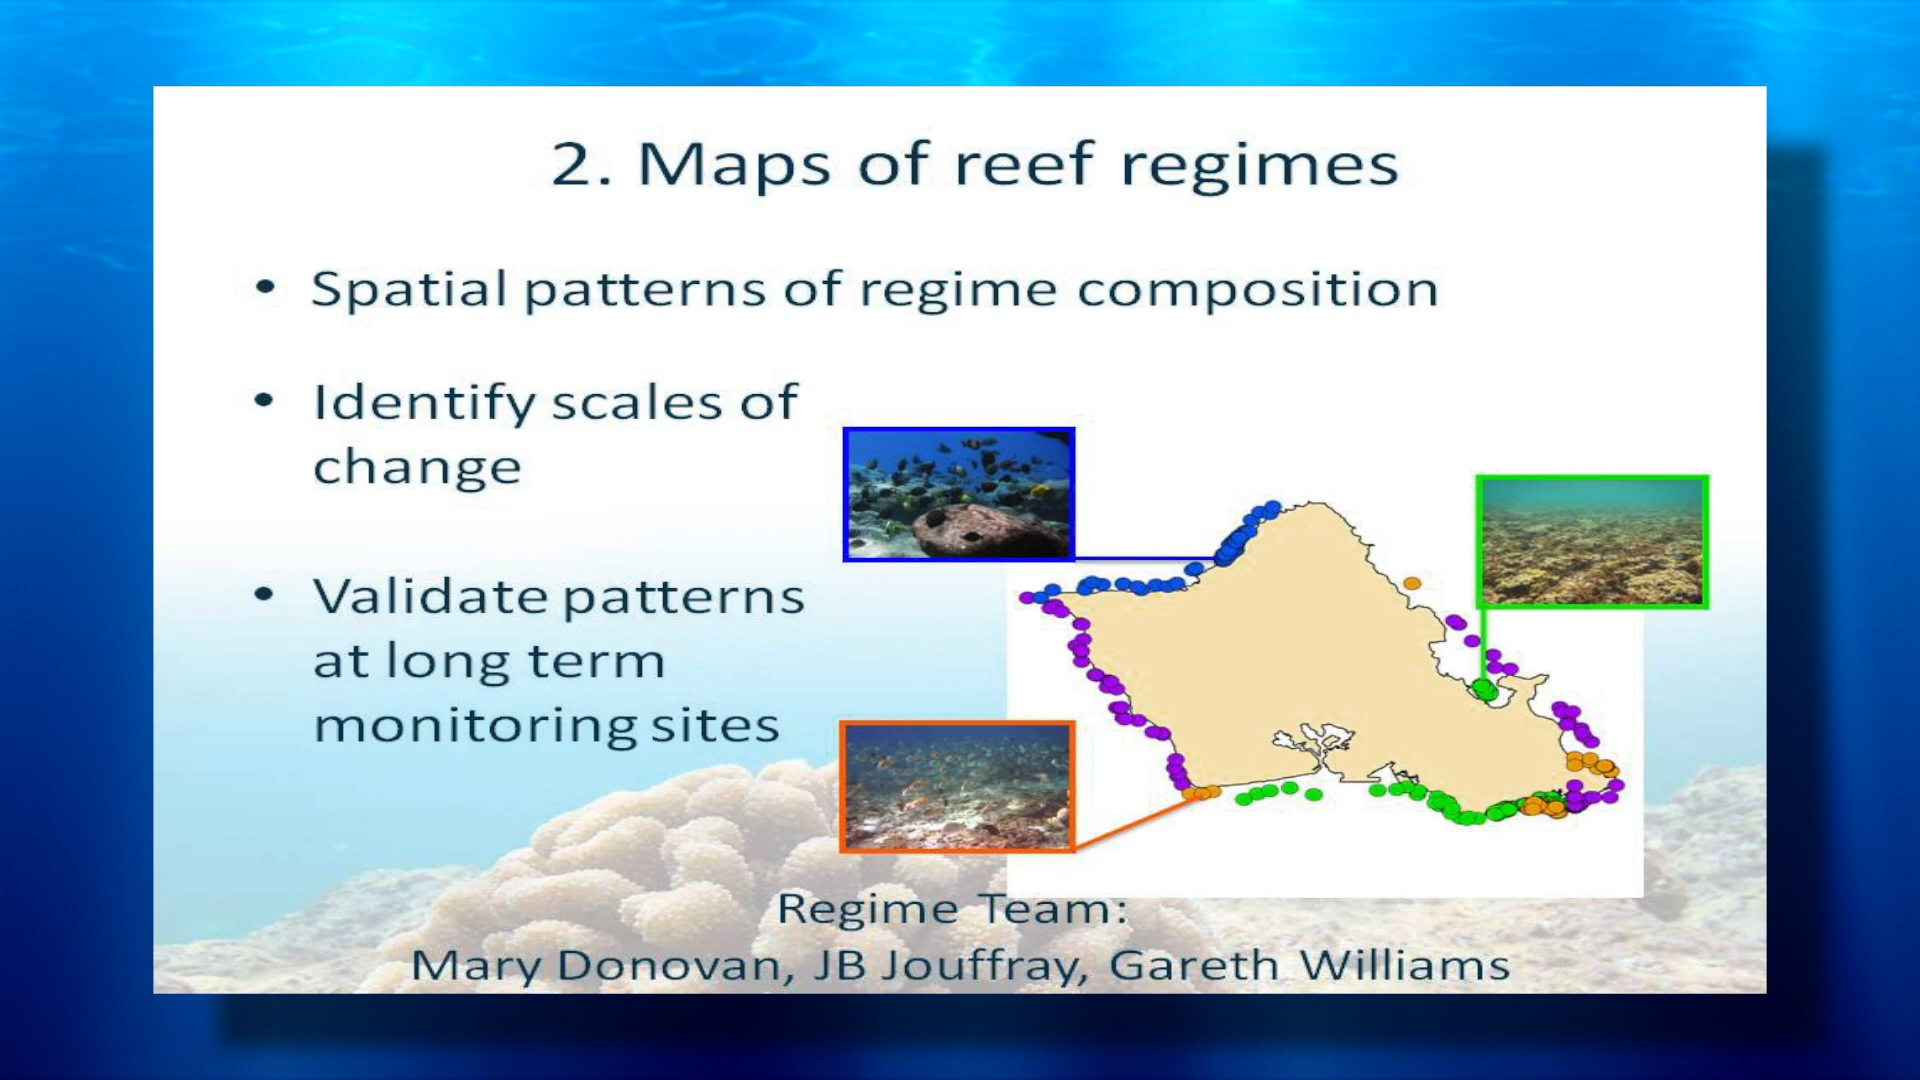 2. Maps of reef regimes
• Spatial patterns of regime composition
• Identify scales of
change
• Validate patterns
at long term
monitoring sites
Regime Team:
Mary Donovan, JB Jouffray, Gareth Williams